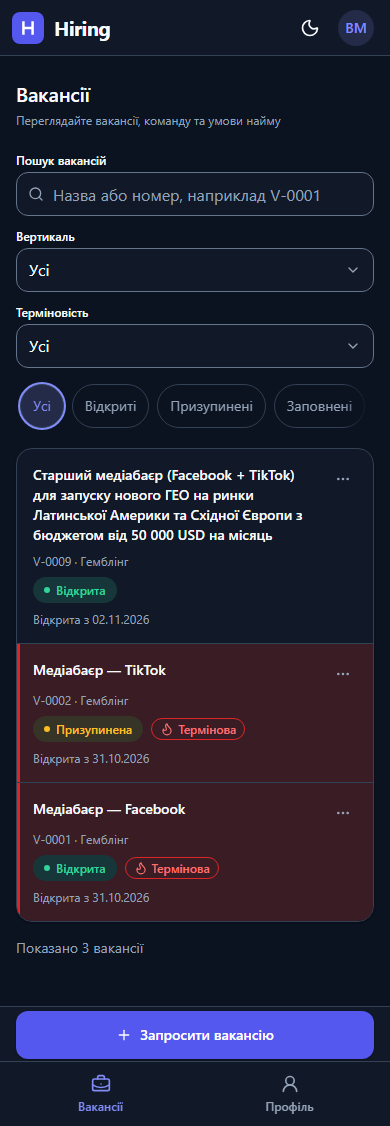 H Hiring BM
Вакансії
Переглядайте вакансії, команду та умови найму
Пошук вакансій
Назва або номер, наприклад V-0001
Вертикаль
Усі
Терміновість
Усі
Усі Відкриті Призупинені Заповнені
Старший медіабаєр (Facebook + TikTok)
для запуску нового ГЕО на ринки
Латинської Америки та Східної Європи з
бюджетом від 50 000 USD на місяць
V-0009 · Гемблінг
Відкрита
Відкрита з 02.11.2026
Медіабаєр — TikTok
V-0002 · Гемблінг
Призупинена Термінова
Відкрита з 31.10.2026
Медіабаєр — Facebook
V-0001 · Гемблінг
Відкрита Термінова
Відкрита з 31.10.2026
Показано 3 вакансії
+ Запросити вакансію
Вакансії Профіль